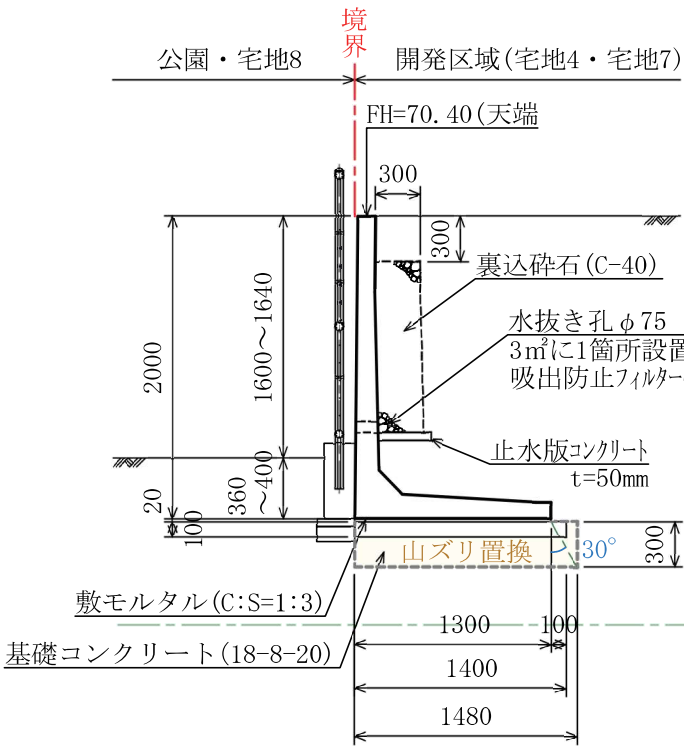 境界
公園・宅地8
開発区域(宅地4・宅地7)
FH=70.40(天端
300
300
裏込砕石(C-40)
水抜き孔φ75
3㎡に1箇所設置
吸出防止フィルター
2000
1600～1640
止水版コンクリート
t=50mm
360
～400
20
100
山ズリ置換
30°
300
敷モルタル(C:S=1:3)
基礎コンクリート(18-8-20)
1300
100
1400
1480